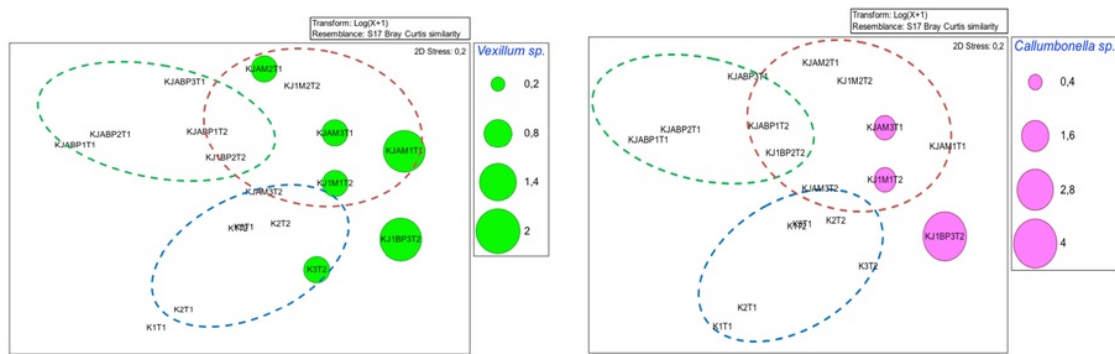 Transform: Log(X+1)
Resemblance: S17 Bray Curtis similarity
2D Stress: 0,2
Vexillum sp.
0,2
0,8
1,4
2
KJAM2T1
KJABP3T1
KJ1M2T2
KJABP2T1
KJABP1T2
KJAM3T1
KJABP1T1
KJAM1T1
KJ1BP2T2
KJ1M1T2
KJAM3T2
K2T2
KJ1BP3T2
K3T2
K2T1
K1T1
Transform: Log(X+1)
Resemblance: S17 Bray Curtis similarity
2D Stress: 0,2
Callumbonella sp.
0,4
1,6
2,8
4
KJAM2T1
KJABP3T1
KJ1M2T2
KJABP2T1
KJABP1T2
KJAM3T1
KJABP1T1
KJAM1T1
KJ1BP2T2
KJ1M1T2
KJAM3T2
K2T2
KJ1BP3T2
K3T2
K2T1
K1T1